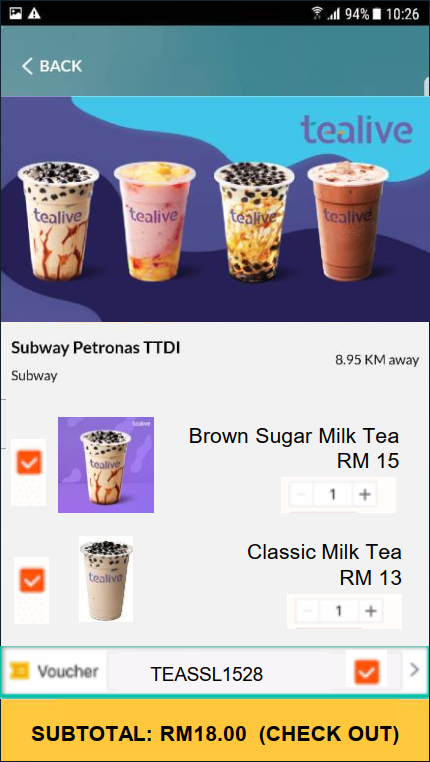 94% 10:26
BACK
tealive
tealive tealive tealive tealive
Subway Petronas TTDI
8.95 KM away
Subway
tealive
Brown Sugar Milk Tea
tealive
RM 15
- 1 +
Classic Milk Tea
tealive
RM 13
- 1 +
Voucher TEASSL1528
SUBTOTAL: RM18.00 (CHECK OUT)